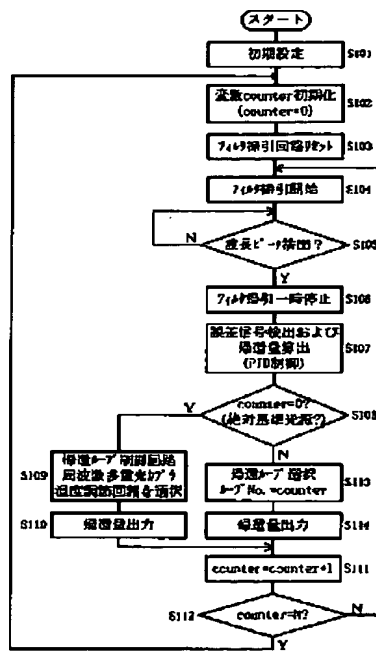 スタート
初期設定
S101
変数counter初期化
(counter=0)
S102
フィルタ掃引回路リセット
S103
フィルタ掃引開始
S104
波長ピーク検出?
S105
N
Y
フィルタ掃引一時停止
S106
誤差信号検出および
帰還量算出
(PID制御)
S107
counter=0?
(絶対基準光源?)
S108
Y
N
帰還ループ制御回路
周波数多重光カプラ
温度調節回路を選択
S109
帰還ループ選択
ループNo.=counter
S113
帰還量出力
S110
帰還量出力
S114
counter=counter+1
S111
counter=N?
S112
N
Y